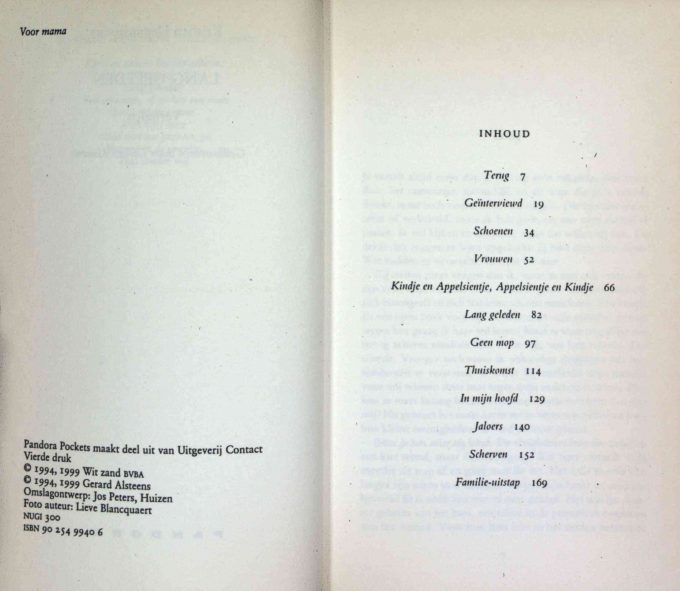 Voor mama
Pandora Pockets maakt deel uit van Uitgeverij Contact
Vierde druk
© 1994, 1999 Wit zand BVBA
© 1994, 1999 Gerard Alsteens
Omslagontwerp: Jos Peters, Huizen
Foto auteur: Lieve Blancquaert
NUGI 300
ISBN 90 254 9940 6
INHOUD
Terug 7
Geïnterviewd 19
Schoenen 34
Vrouwen 52
Kindje en Appelsientje, Appelsientje en Kindje 66
Lang geleden 82
Geen mop 97
Thuiskomst 114
In mijn hoofd 129
Jaloers 140
Scherven 152
Familie-uitstap 169